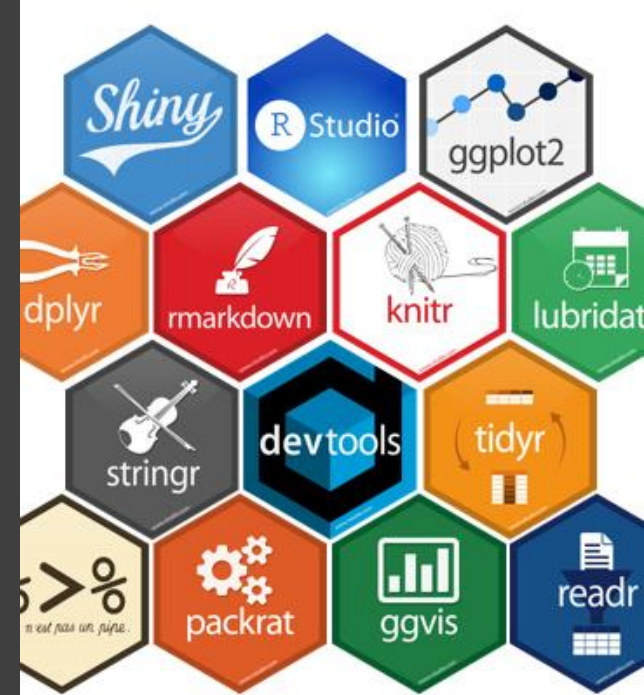 Shiny
R Studio
ggplot2
dplyr
rmarkdown
knitr
lubridat
stringr
devtools
tidyr
%>%
n'est pas un pipe.
packrat
ggvis
readr